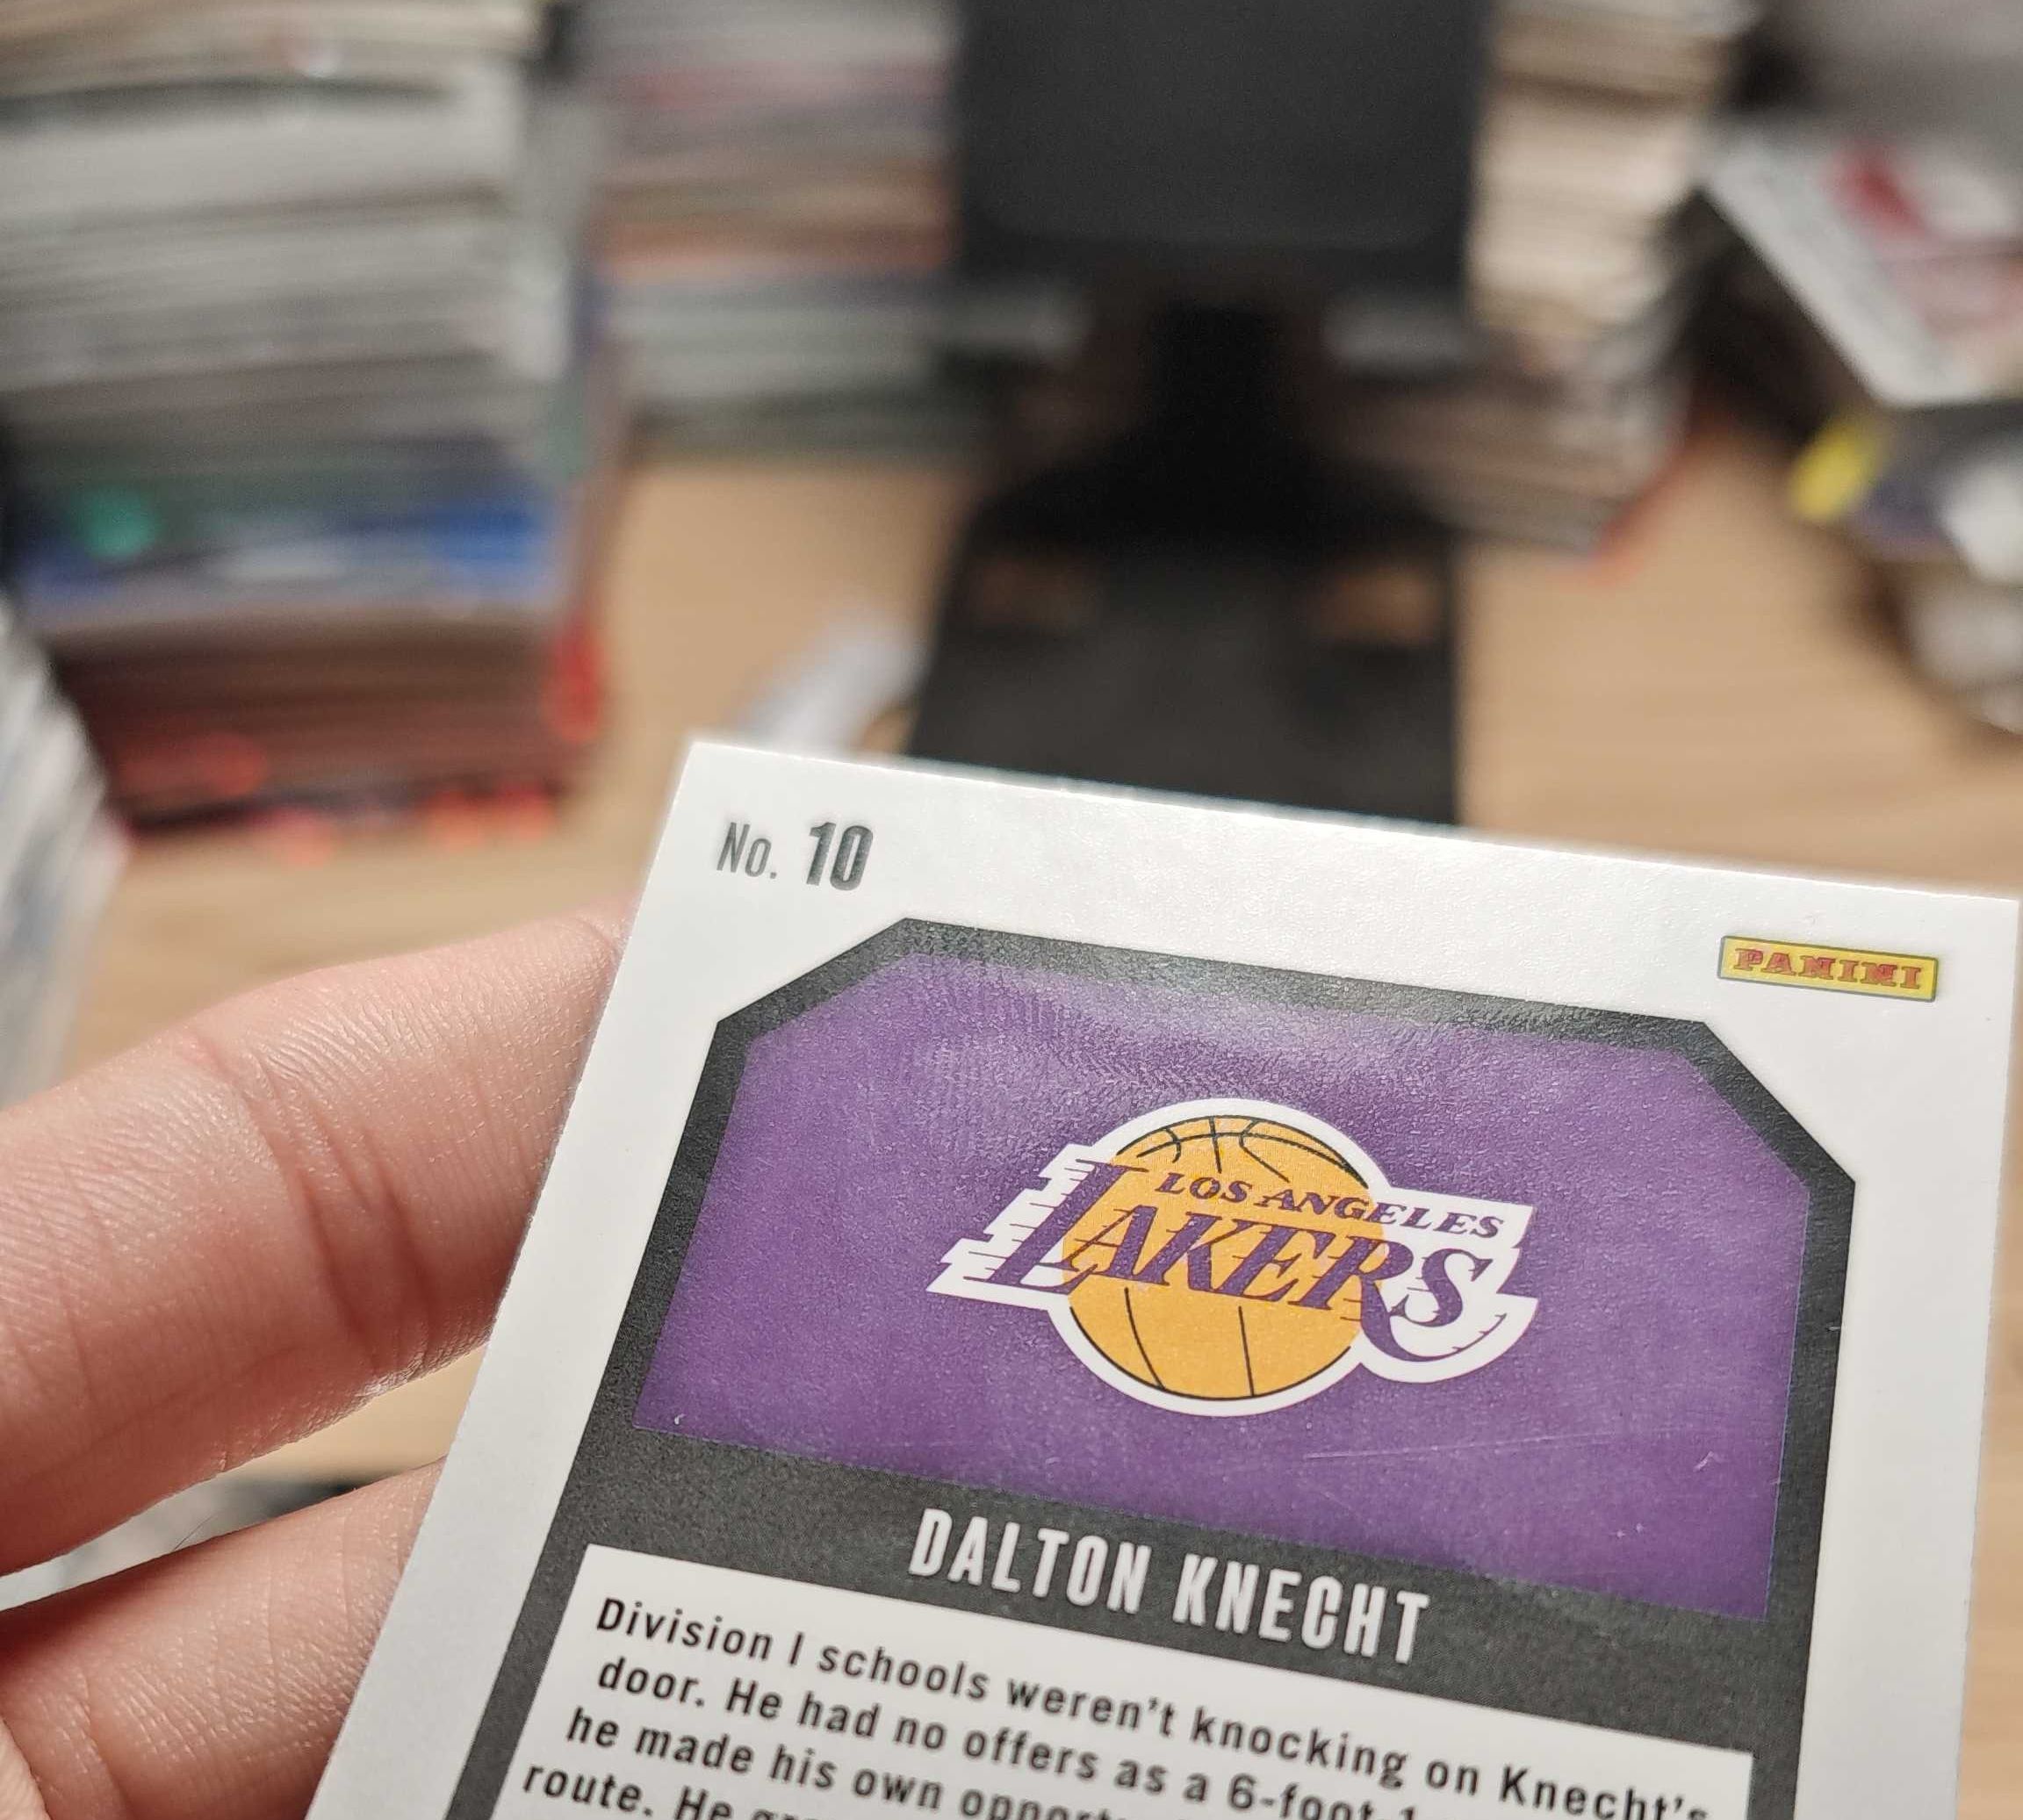 No. 10
PANINI
LOS ANGELES
LAKERS
DALTON KNECHT
Division I schools weren't knocking on Knecht's
door. He had no offers as a 6-foot-1
he made his own
route. He